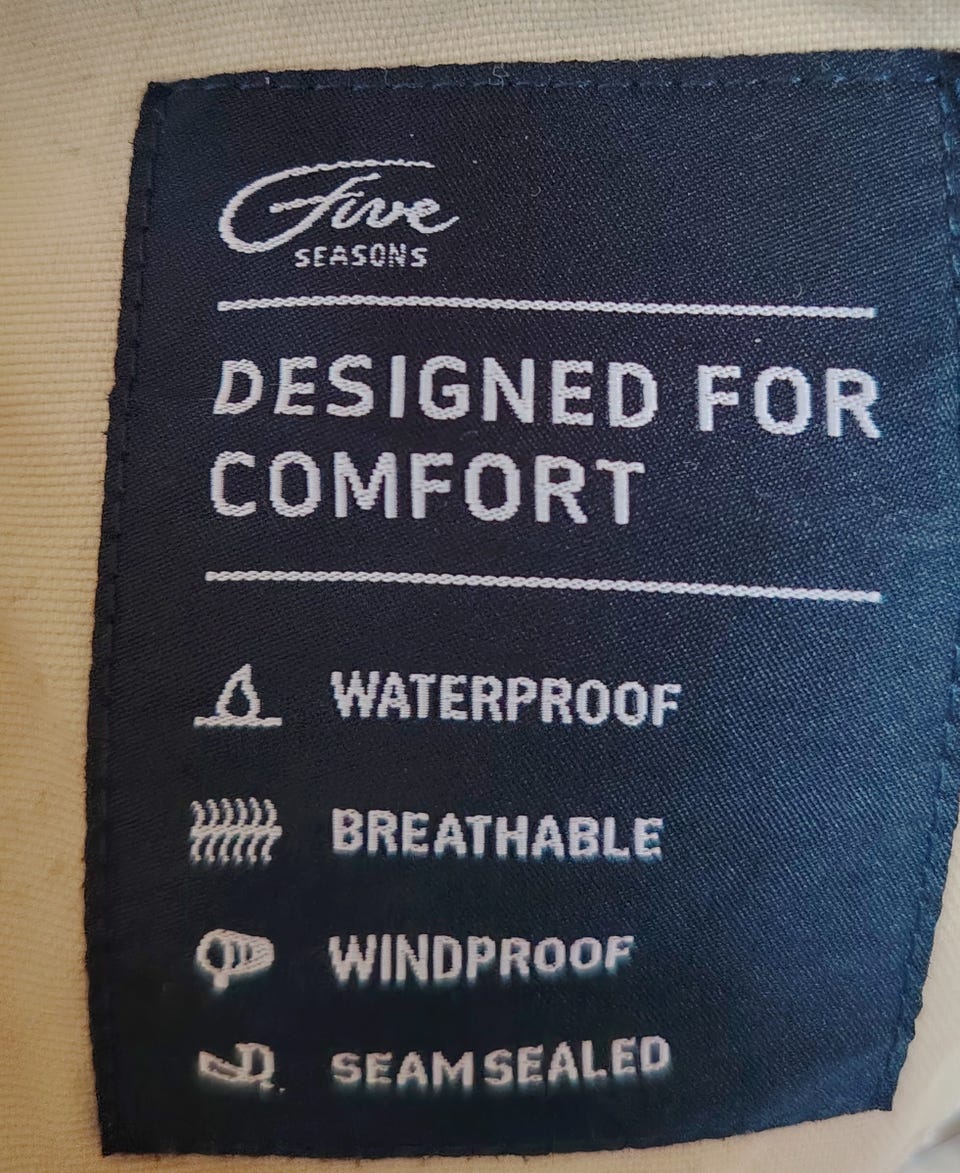 Five
SEASONS
DESIGNED FOR
COMFORT
WATERPROOF
BREATHABLE
WINDPROOF
SEAM SEALED